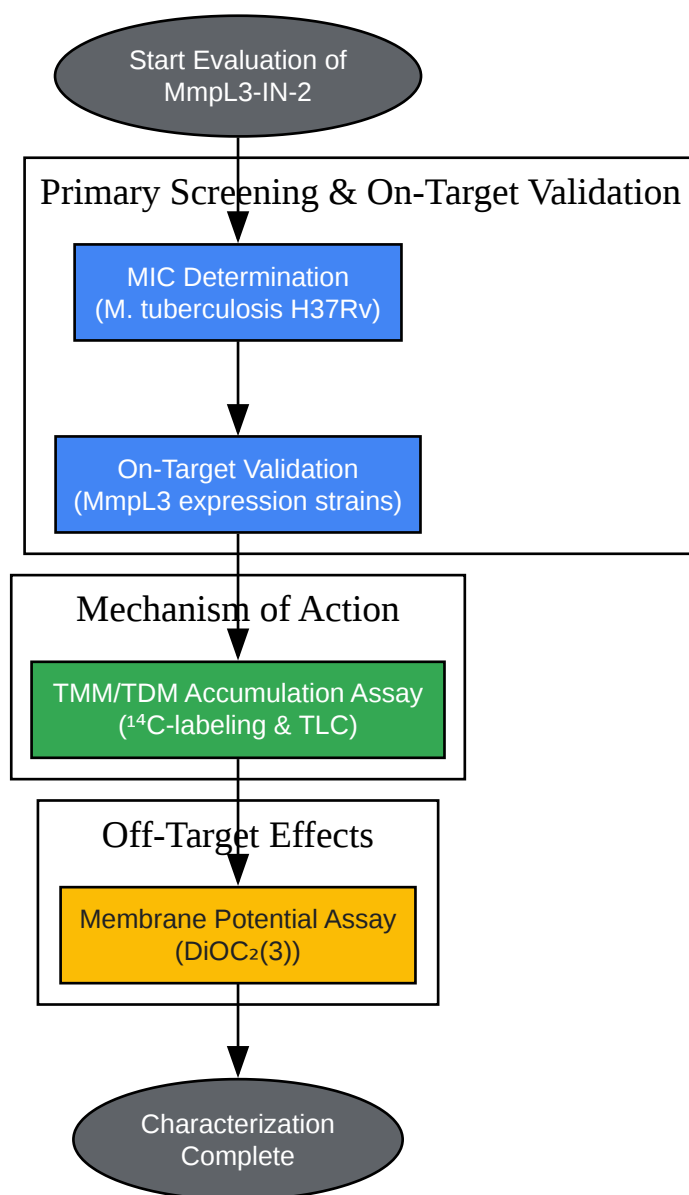 Start Evaluation of
MmpL3-IN-2
Primary Screening & On-Target Validation
MIC Determination
(M. tuberculosis H37Rv)
On-Target Validation
(MmpL3 expression strains)
Mechanism of Action
TMM/TDM Accumulation Assay
(¹⁴C-labeling & TLC)
Off-Target Effects
Membrane Potential Assay
(DiOC₂(3))
Characterization
Complete